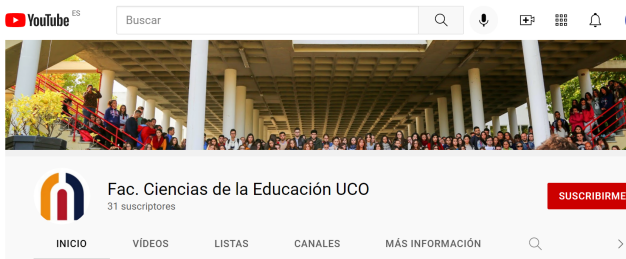 YouTube ES
Buscar
Fac. Ciencias de la Educación UCO
31 suscriptores
SUSCRIBIRME
INICIO VÍDEOS LISTAS CANALES MÁS INFORMACIÓN